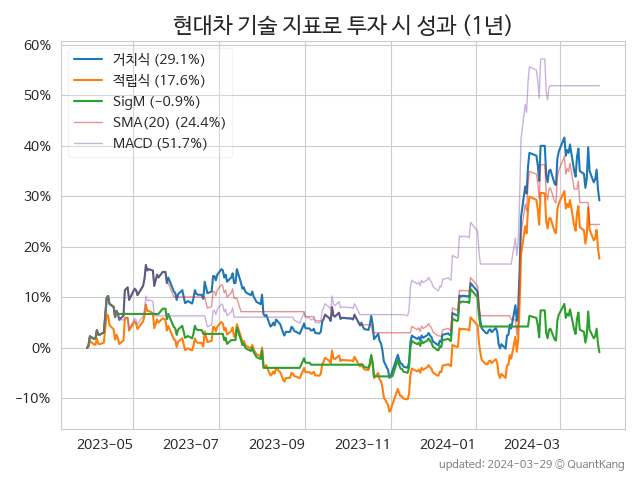 현대차 기술 지표로 투자 시 성과 (1년)
60%
50%
40%
30%
20%
10%
0%
−10%
거치식 (29.1%)
적립식 (17.6%)
SigM (−0.9%)
SMA(20) (24.4%)
MACD (51.7%)
2023-05
2023-07
2023-09
2023-11
2024-01
2024-03
updated: 2024-03-29 © QuantKang